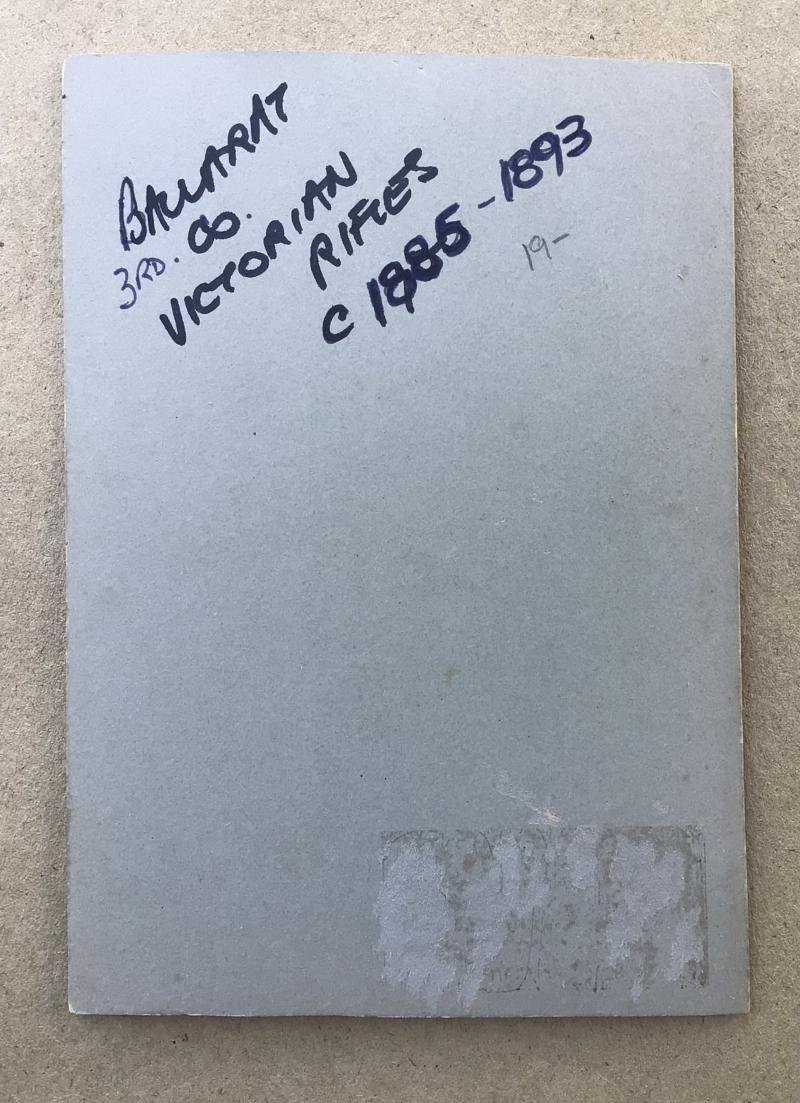 BALLARAT
3RD. CO.
VICTORIAN
RIFLES
C 1885 - 1893
19-